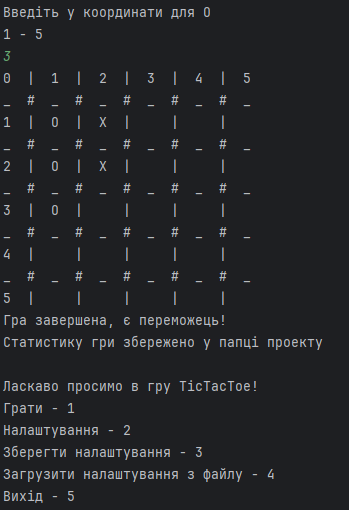 Введіть у координати для O
1 - 5
3
0  |  1  |  2  |  3  |  4  |  5
_  #  _  #  _  #  _  #  _  #  _
1  |  O  |  X  |     |     |
_  #  _  #  _  #  _  #  _  #  _
2  |  O  |  X  |     |     |
_  #  _  #  _  #  _  #  _  #  _
3  |  O  |     |     |     |
_  #  _  #  _  #  _  #  _  #  _
4  |     |     |     |     |
_  #  _  #  _  #  _  #  _  #  _
5  |     |     |     |     |
Гра завершена, є переможець!
Статистику гри збережено у папці проекту
Ласкаво просимо в гру TicTacToe!
Грати - 1
Налаштування - 2
Зберегти налаштування - 3
Загрузити налаштування з файлу - 4
Вихід - 5